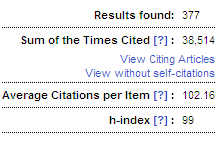 Results found: 377
Sum of the Times Cited [?] : 38,514
View Citing Articles
View without self-citations
Average Citations per Item [?] : 102.16
h-index [?] : 99